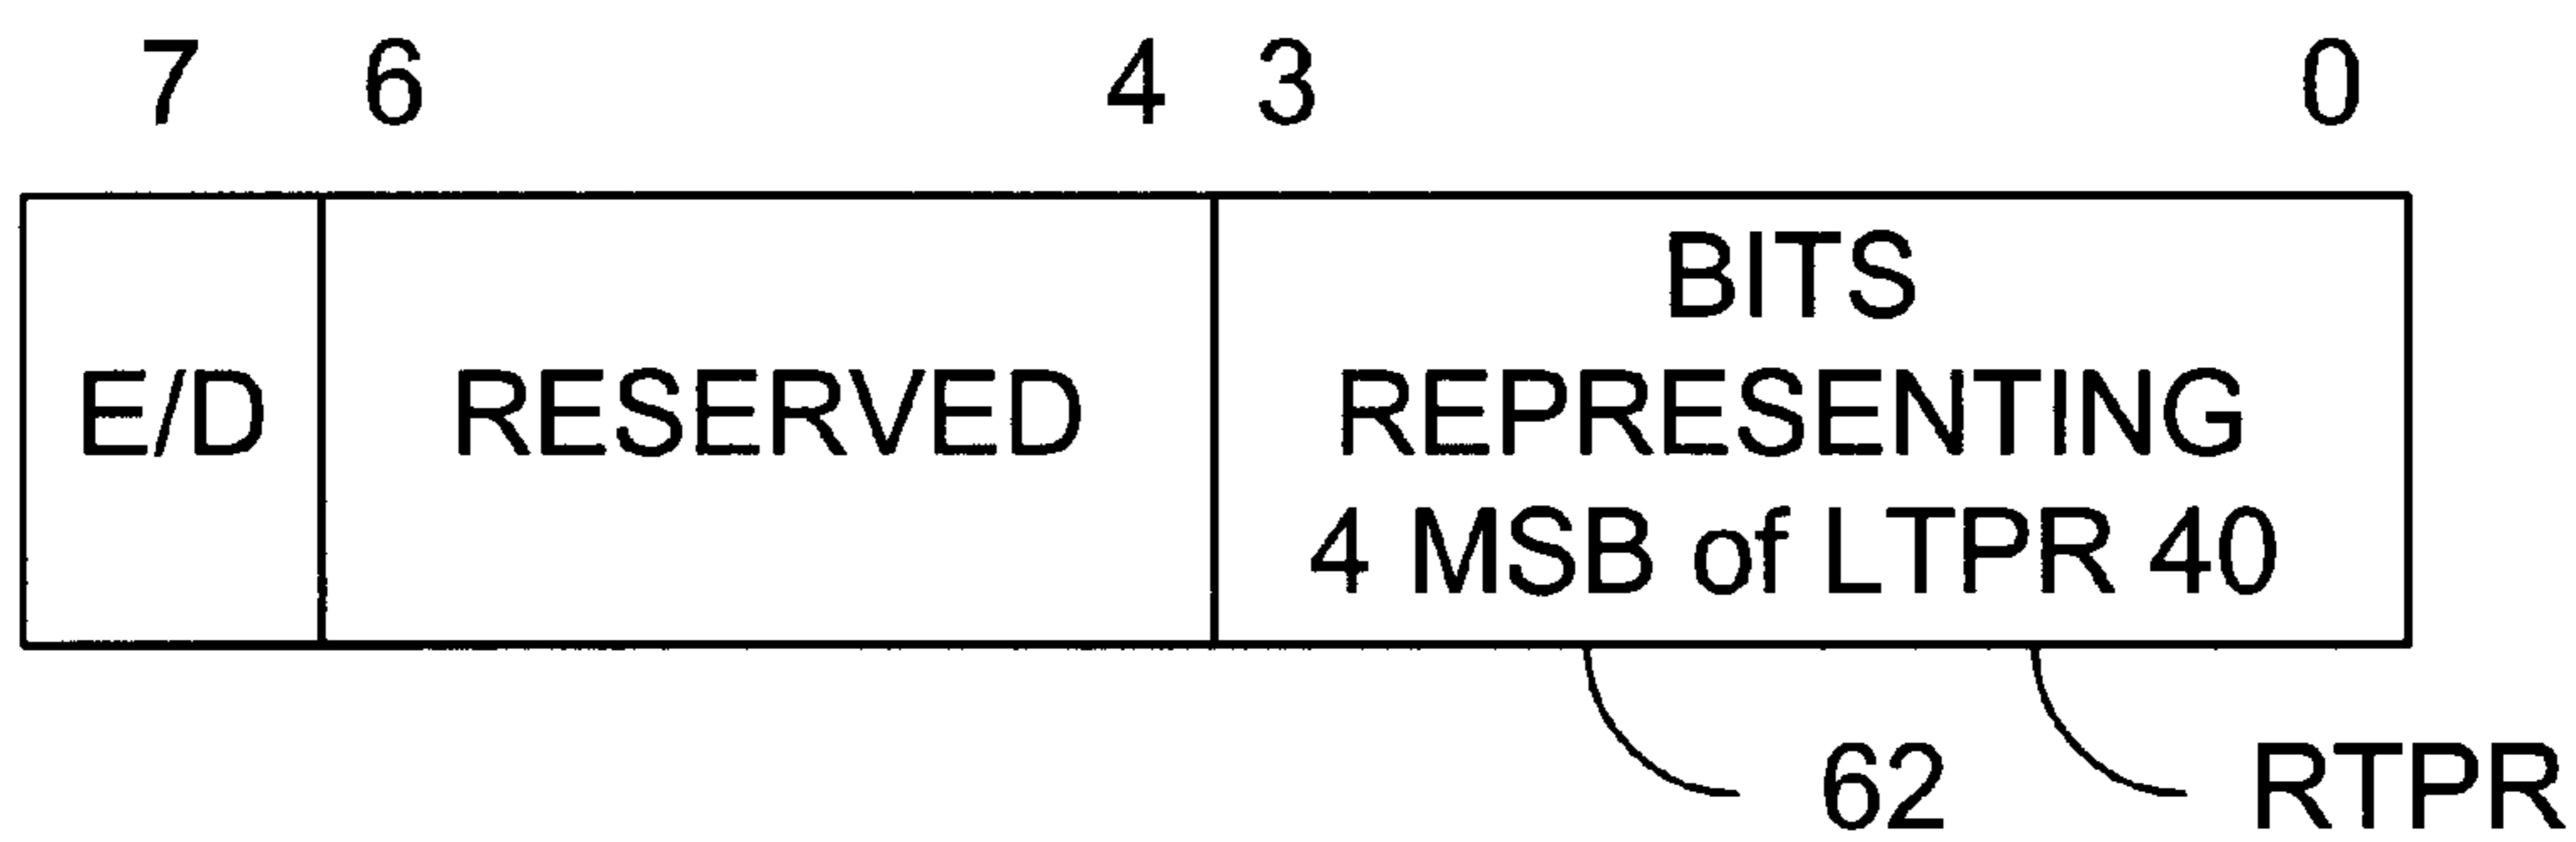 7 6 4 3 0
E/D
RESERVED
BITS
REPRESENTING
4 MSB of LTPR 40
62
RTPR